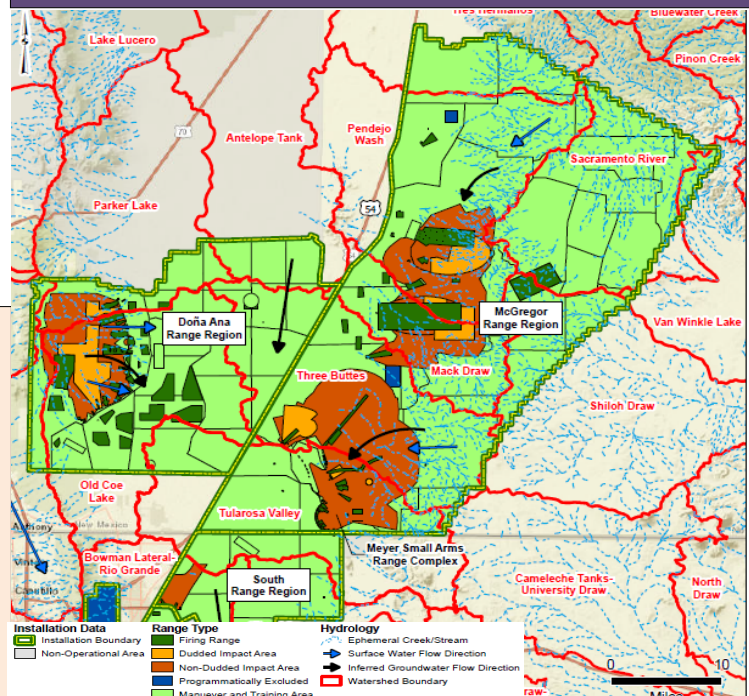 Tres Hermanos
Bluewater Creek
Lake Lucero
Pinon Creek
70
Antelope Tank
Pendejo
Wash
Sacramento River
Parker Lake
54
Doña Ana
Range Region
McGregor
Range Region
Van Winkle Lake
Three Buttes
Mack Draw
Shiloh Draw
Old Coe
Lake
Tularosa Valley
Anthony
New Mexico
Meyer Small Arms
Range Complex
Bowman Lateral-
Rio Grande
South
Range Region
Cameleche Tanks-
University Draw
North
Draw
Installation Data
Installation Boundary
Non-Operational Area
Range Type
Firing Range
Dudded Impact Area
Non-Dudded Impact Area
Programmatically Excluded
Maneuver and Training Area
Hydrology
Ephemeral Creek/Stream
Surface Water Flow Direction
Inferred Groundwater Flow Direction
Watershed Boundary
0 10
Miles
raw